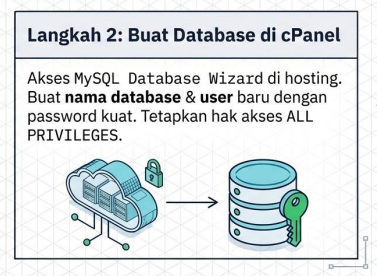 Langkah 2: Buat Database di cPanel
Akses MySQL Database Wizard di hosting.
Buat nama database & user baru dengan
password kuat. Tetapkan hak akses ALL
PRIVILEGES.